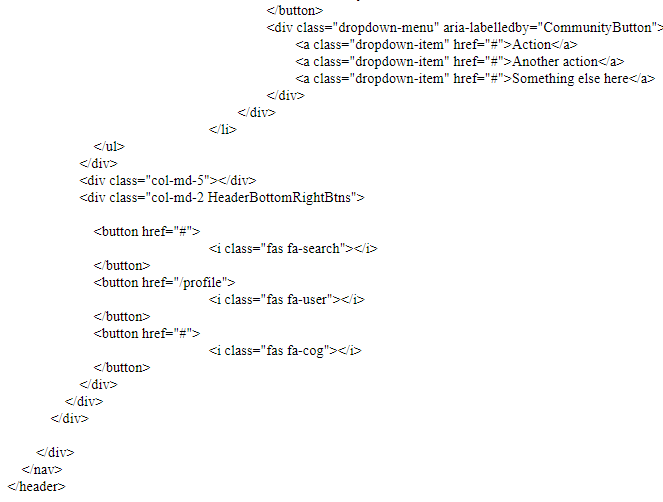 </button>
<div class="dropdown-menu" aria-labelledby="CommunityButton">
<a class="dropdown-item" href="#">Action</a>
<a class="dropdown-item" href="#">Another action</a>
<a class="dropdown-item" href="#">Something else here</a>
</div>
</div>
</li>
</ul>
</div>
<div class="col-md-5"></div>
<div class="col-md-2 HeaderBottomRightBtns">
<button href="#">
<i class="fas fa-search"></i>
</button>
<button href="/profile">
<i class="fas fa-user"></i>
</button>
<button href="#">
<i class="fas fa-cog"></i>
</button>
</div>
</div>
</div>
</div>
</nav>
</header>